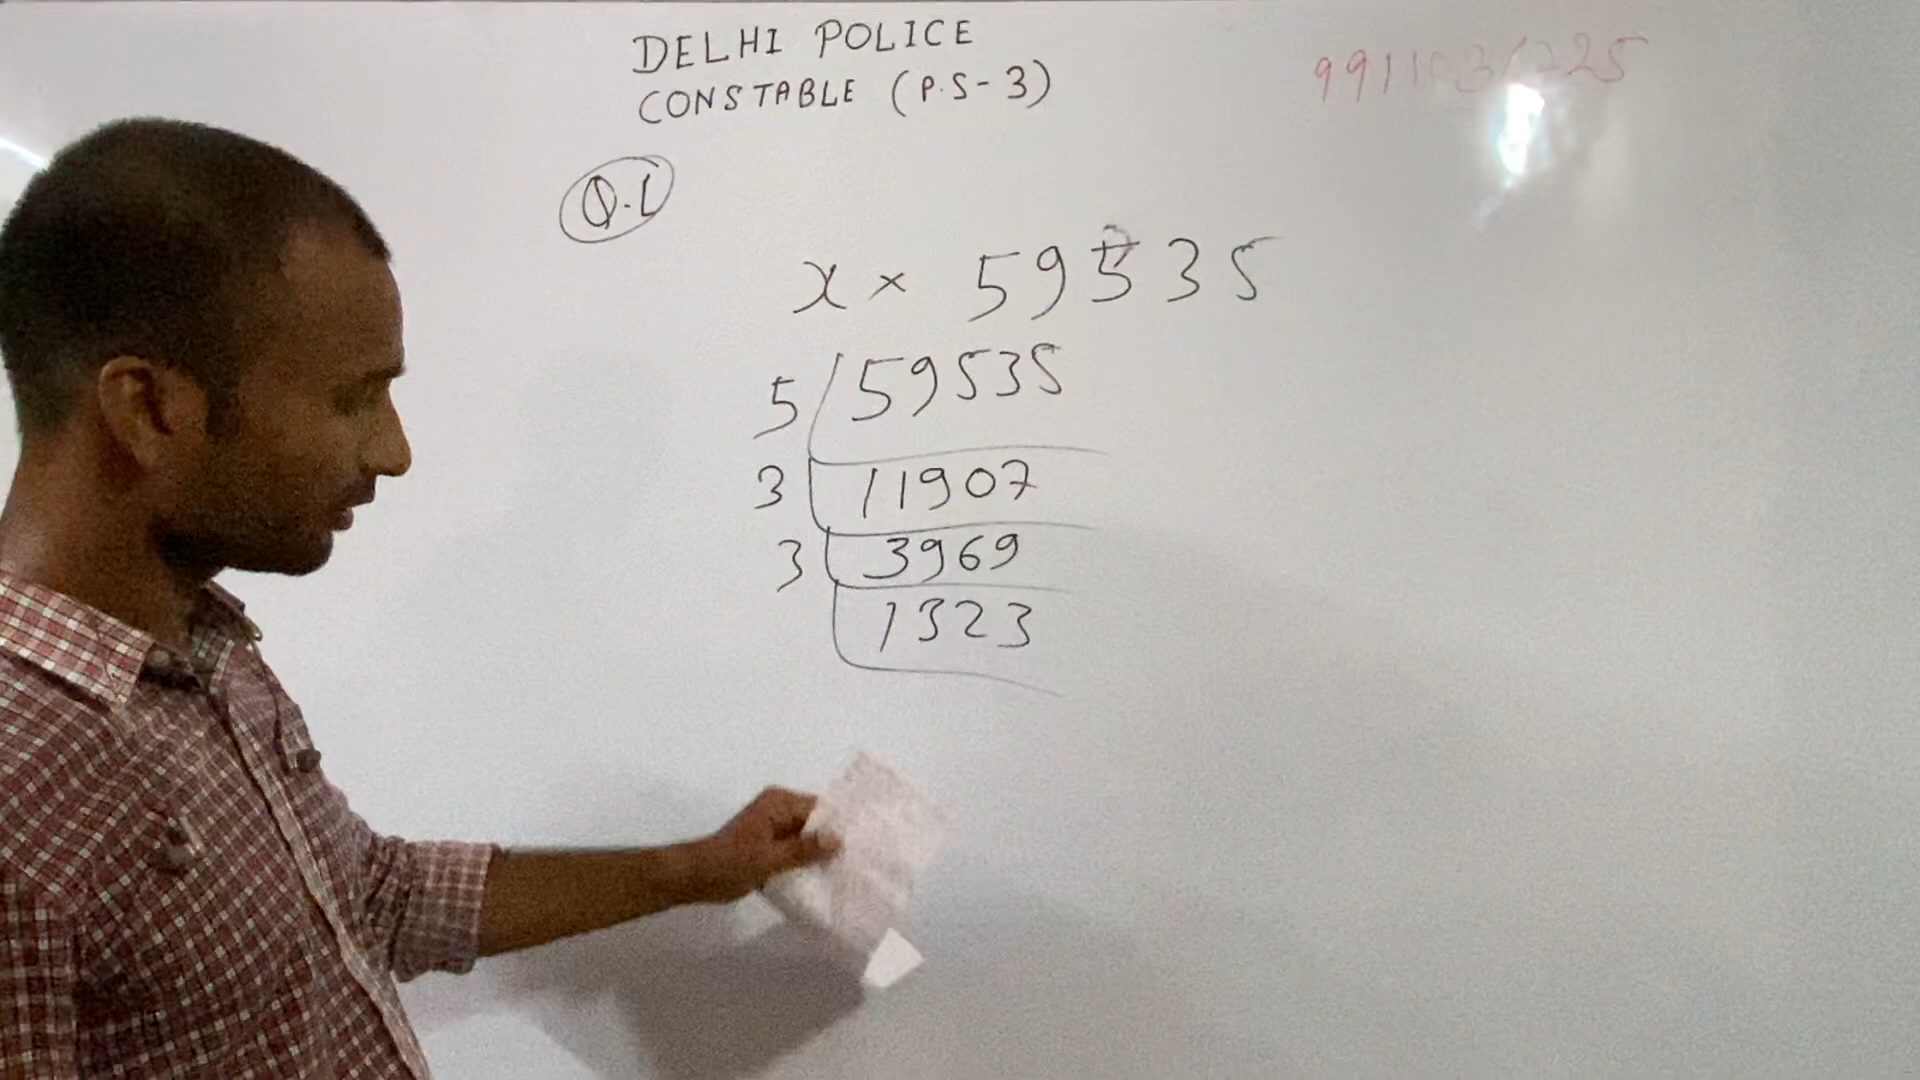 DELHI POLICE
CONSTABLE (P.S-3)
Q.1
x × 59535
5 59535
3 11907
3 3969
1323